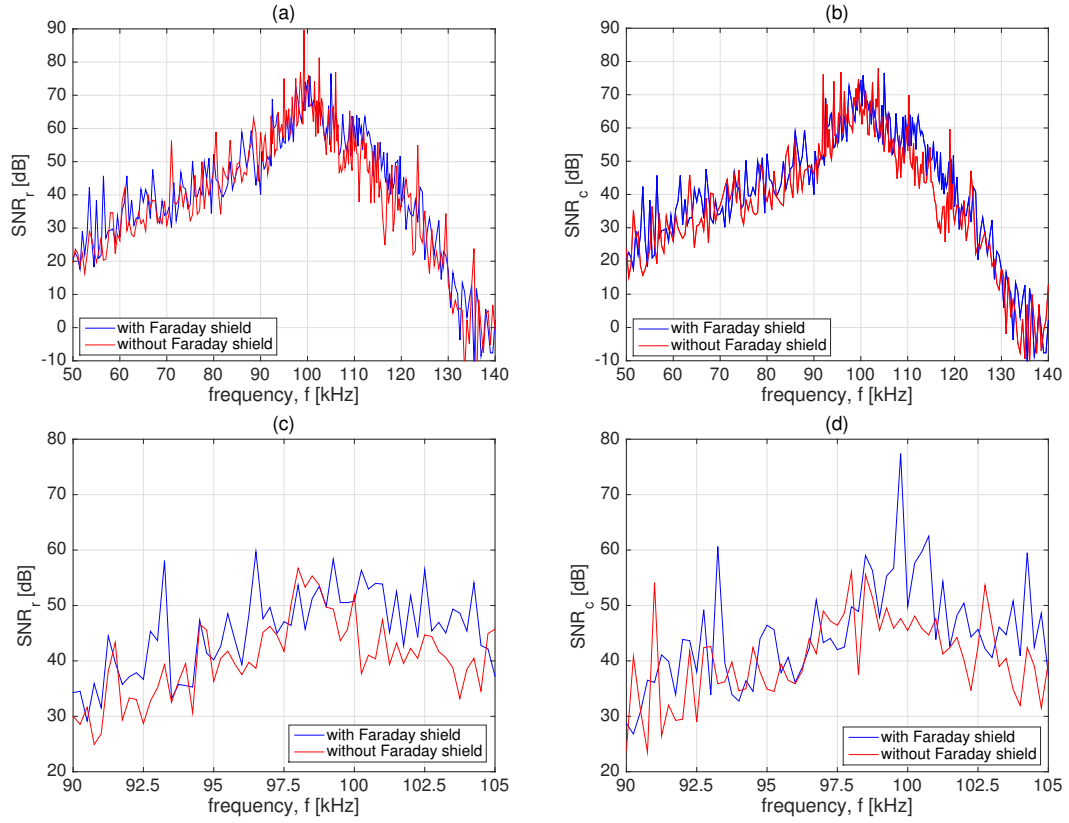 (a)
SNR_r [dB]
90
80
70
60
50
40
30
20
10
0
-10
with Faraday shield
without Faraday shield
50 60 70 80 90 100 110 120 130 140
frequency, f [kHz]
(b)
SNR_c [dB]
90
80
70
60
50
40
30
20
10
0
-10
with Faraday shield
without Faraday shield
50 60 70 80 90 100 110 120 130 140
frequency, f [kHz]
(c)
SNR_r [dB]
80
70
60
50
40
30
20
with Faraday shield
without Faraday shield
90 92.5 95 97.5 100 102.5 105
frequency, f [kHz]
(d)
SNR_c [dB]
80
70
60
50
40
30
20
with Faraday shield
without Faraday shield
90 92.5 95 97.5 100 102.5 105
frequency, f [kHz]